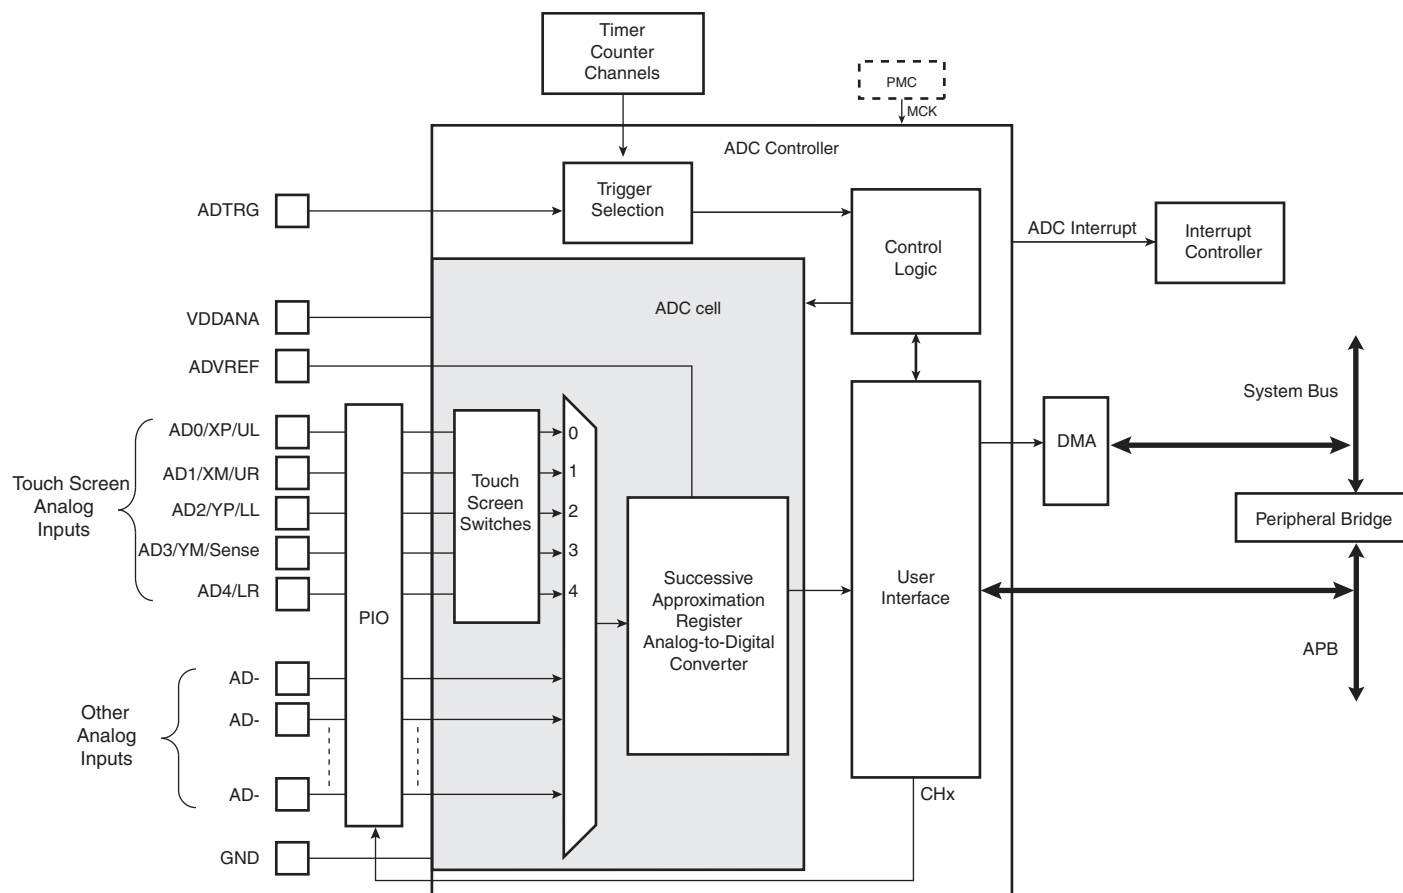 Timer
Counter
Channels
PMC
MCK
ADC Controller
ADTRG
Trigger
Selection
Control
Logic
ADC Interrupt
Interrupt
Controller
VDDANA
ADC cell
ADVREF
System Bus
AD0/XP/UL
0
DMA
Touch Screen
Analog
Inputs
AD1/XM/UR
1
AD2/YP/LL
2
AD3/YM/Sense
3
AD4/LR
4
Touch
Screen
Switches
Peripheral Bridge
PIO
Successive
Approximation
Register
Analog-to-Digital
Converter
User
Interface
APB
Other
Analog
Inputs
AD-
AD-
AD-
CHx
GND